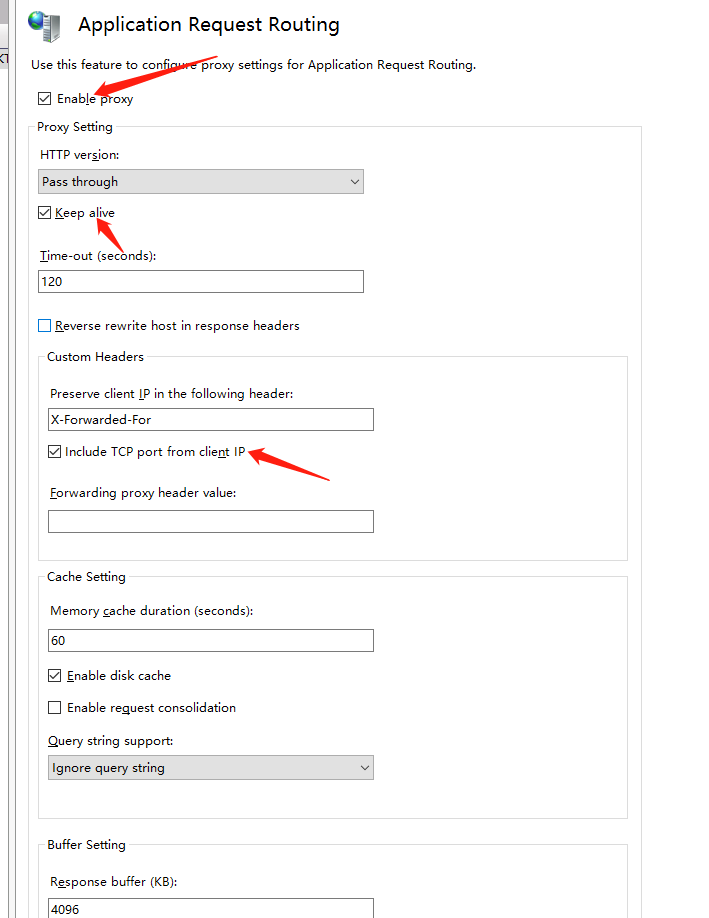 Application Request Routing
Use this feature to configure proxy settings for Application Request Routing.
Enable proxy
Proxy Setting
HTTP version:
Pass through
Keep alive
Time-out (seconds):
120
Reverse rewrite host in response headers
Custom Headers
Preserve client IP in the following header:
X-Forwarded-For
Include TCP port from client IP
Forwarding proxy header value:
Cache Setting
Memory cache duration (seconds):
60
Enable disk cache
Enable request consolidation
Query string support:
Ignore query string
Buffer Setting
Response buffer (KB):
4096